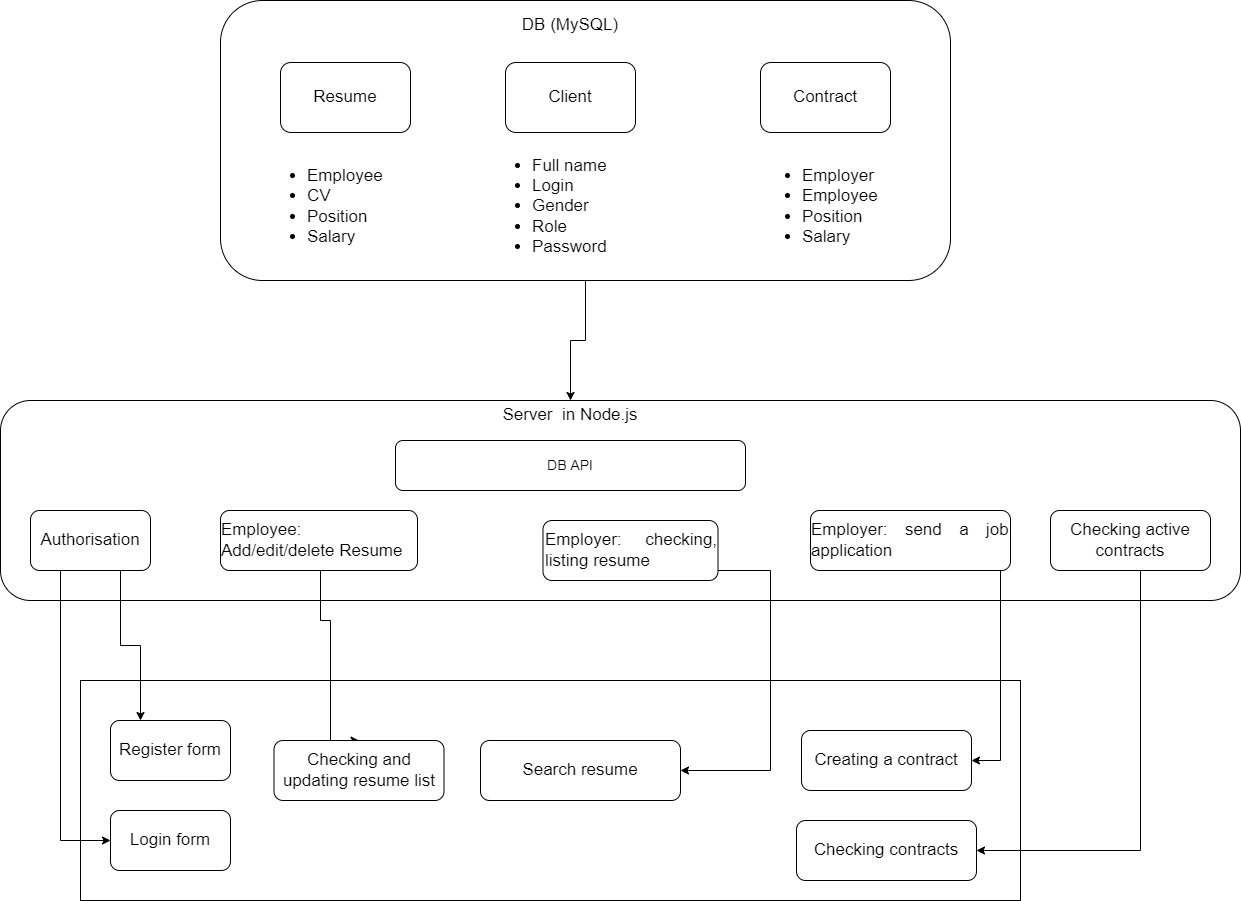 DB (MySQL)
Resume
Client
Contract
Employee
CV
Position
Salary
Full name
Login
Gender
Role
Password
Employer
Employee
Position
Salary
Server in Node.js
DB API
Authorisation
Employee:
Add/edit/delete Resume
Employer: checking,
listing resume
Employer: send a job
application
Checking active
contracts
Register form
Checking and
updating resume list
Search resume
Creating a contract
Login form
Checking contracts